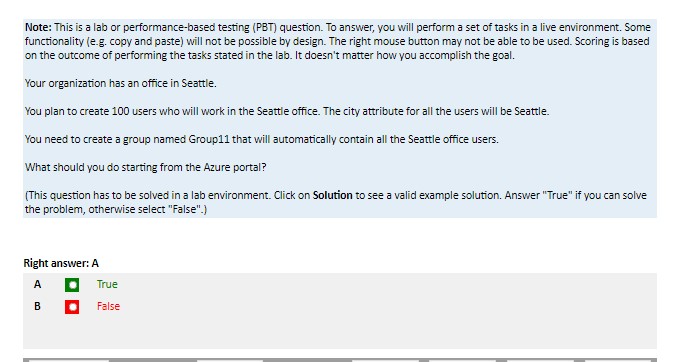 Note: This is a lab or performance-based testing (PBT) question. To answer, you will perform a set of tasks in a live environment. Some
functionality (e.g. copy and paste) will not be possible by design. The right mouse button may not be able to be used. Scoring is based
on the outcome of performing the tasks stated in the lab. It doesn't matter how you accomplish the goal.
Your organization has an office in Seattle.
You plan to create 100 users who will work in the Seattle office. The city attribute for all the users will be Seattle.
You need to create a group named Group11 that will automatically contain all the Seattle office users.
What should you do starting from the Azure portal?
(This question has to be solved in a lab environment. Click on Solution to see a valid example solution. Answer "True" if you can solve
the problem, otherwise select "False".)
Right answer: A
A True
B False